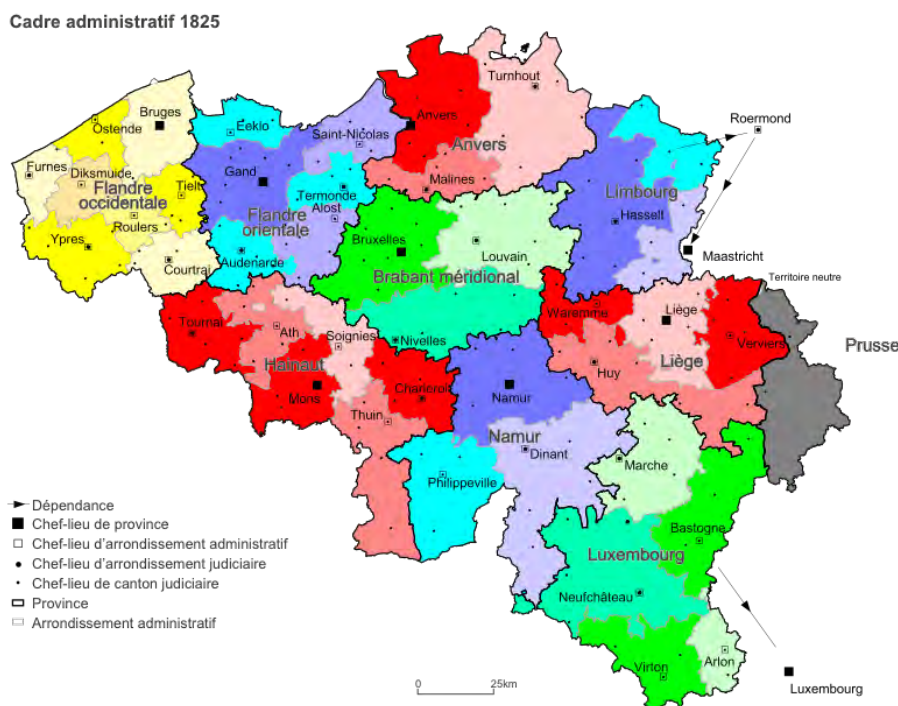 Cadre administratif 1825
Turnhout
Bruges
Ostende
Eekio
Saint-Nicolas
Anvers
Anvers
Roermond
Furnes
Diksmuide
Flandre
occidentale
Tielt
Gand
Termonde
Malines
Limbourg
Flandre
orientale
Alost
Hasselt
Roulers
Ypres
Bruxelles
Louvain
Courtrai
Audenarde
Maastricht
Brabant méridional
Territoire neutre
Tournai
Ath
Soignies
Nivelles
Waremme
Liège
Verviers
Prusse
Hainaut
Mons
Charleroi
Huy
Liège
Namur
Thuin
Namur
Dinant
Marche
Philippeville
Bastogne
Luxembourg
Neufchâteau
Virton
Arlon
Luxembourg
Dépendance
Chef-lieu de province
Chef-lieu d'arrondissement administratif
Chef-lieu d'arrondissement judiciaire
Chef-lieu de canton judiciaire
Province
Arrondissement administratif
0 25km